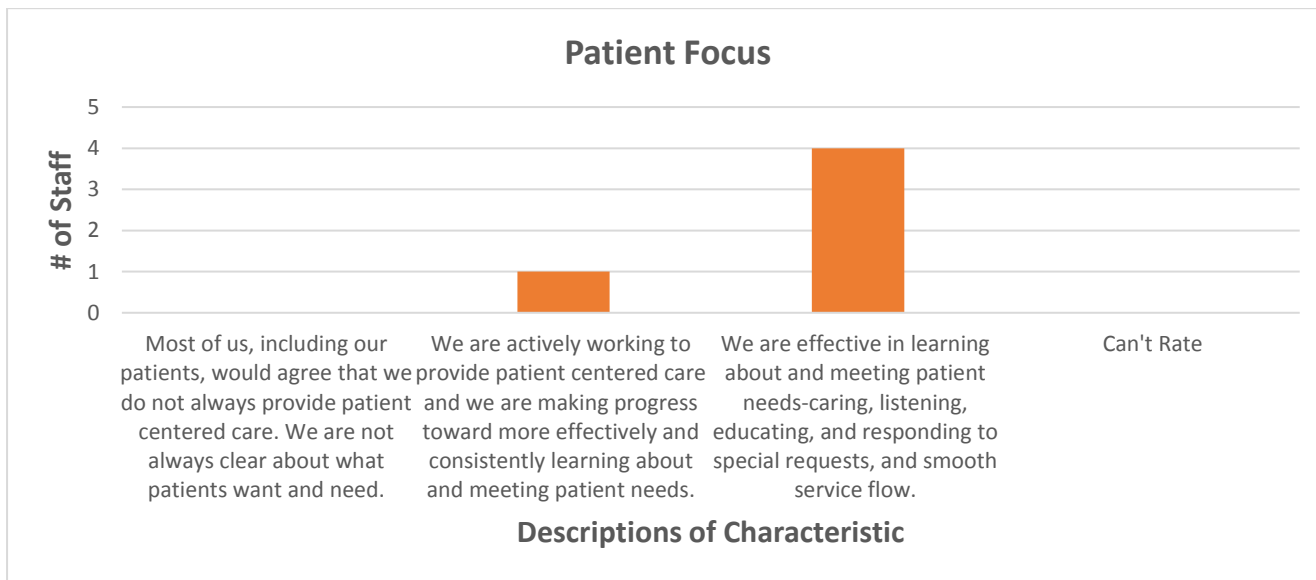 Patient Focus
# of Staff
5
4
3
2
1
0
Most of us, including our
patients, would agree that we
do not always provide patient
centered care. We are not
always clear about what
patients want and need.
We are actively working to
provide patient centered care
and we are making progress
toward more effectively and
consistently learning about
and meeting patient needs.
We are effective in learning
about and meeting patient
needs-caring, listening,
educating, and responding to
special requests, and smooth
service flow.
Can't Rate
Descriptions of Characteristic